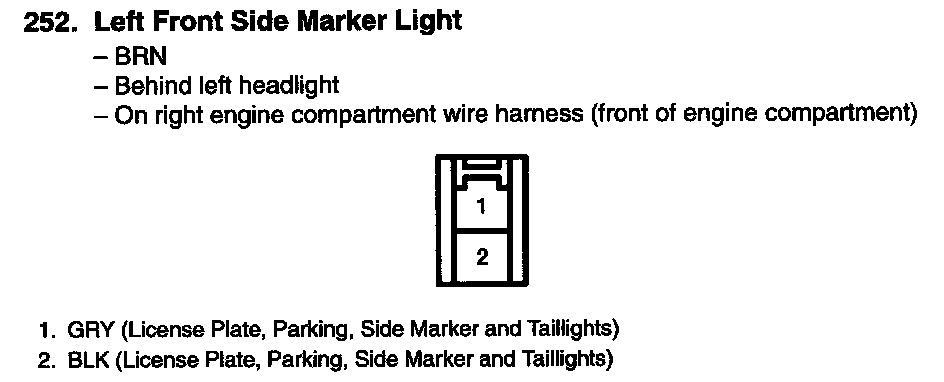 252. Left Front Side Marker Light
– BRN
– Behind left headlight
– On right engine compartment wire harness (front of engine compartment)
1
2
1. GRY (License Plate, Parking, Side Marker and Taillights)
2. BLK (License Plate, Parking, Side Marker and Taillights)